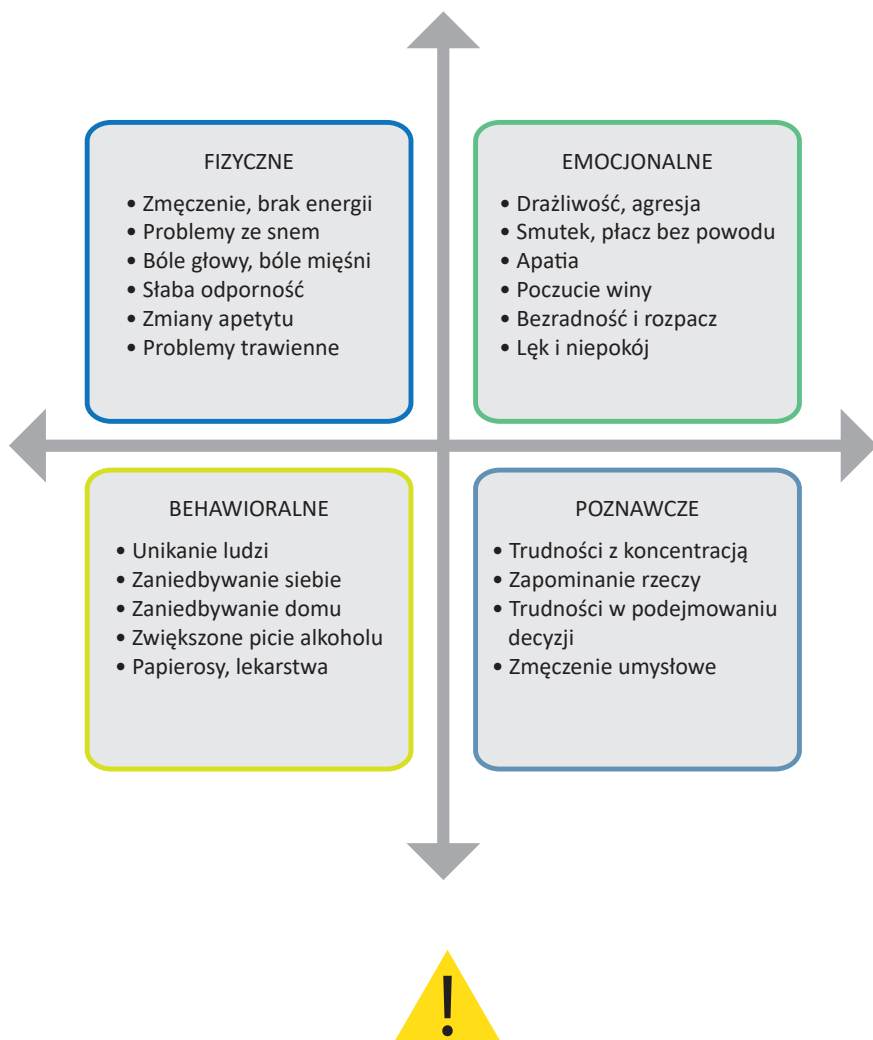 FIZYCZNE
• Zmęczenie, brak energii
• Problemy ze snem
• Bóle głowy, bóle mięśni
• Słaba odporność
• Zmiany apetytu
• Problemy trawienne
EMOCJONALNE
• Drażliwość, agresja
• Smutek, płacz bez powodu
• Apatia
• Poczucie winy
• Bezradność i rozpacz
• Lęk i niepokój
BEHAWIORALNE
• Unikanie ludzi
• Zaniedbywanie siebie
• Zaniedbywanie domu
• Zwiększone picie alkoholu
• Papierosy, lekarstwa
POZNAWCZE
• Trudności z koncentracją
• Zapominanie rzeczy
• Trudności w podejmowaniu
decyzji
• Zmęczenie umysłowe
!